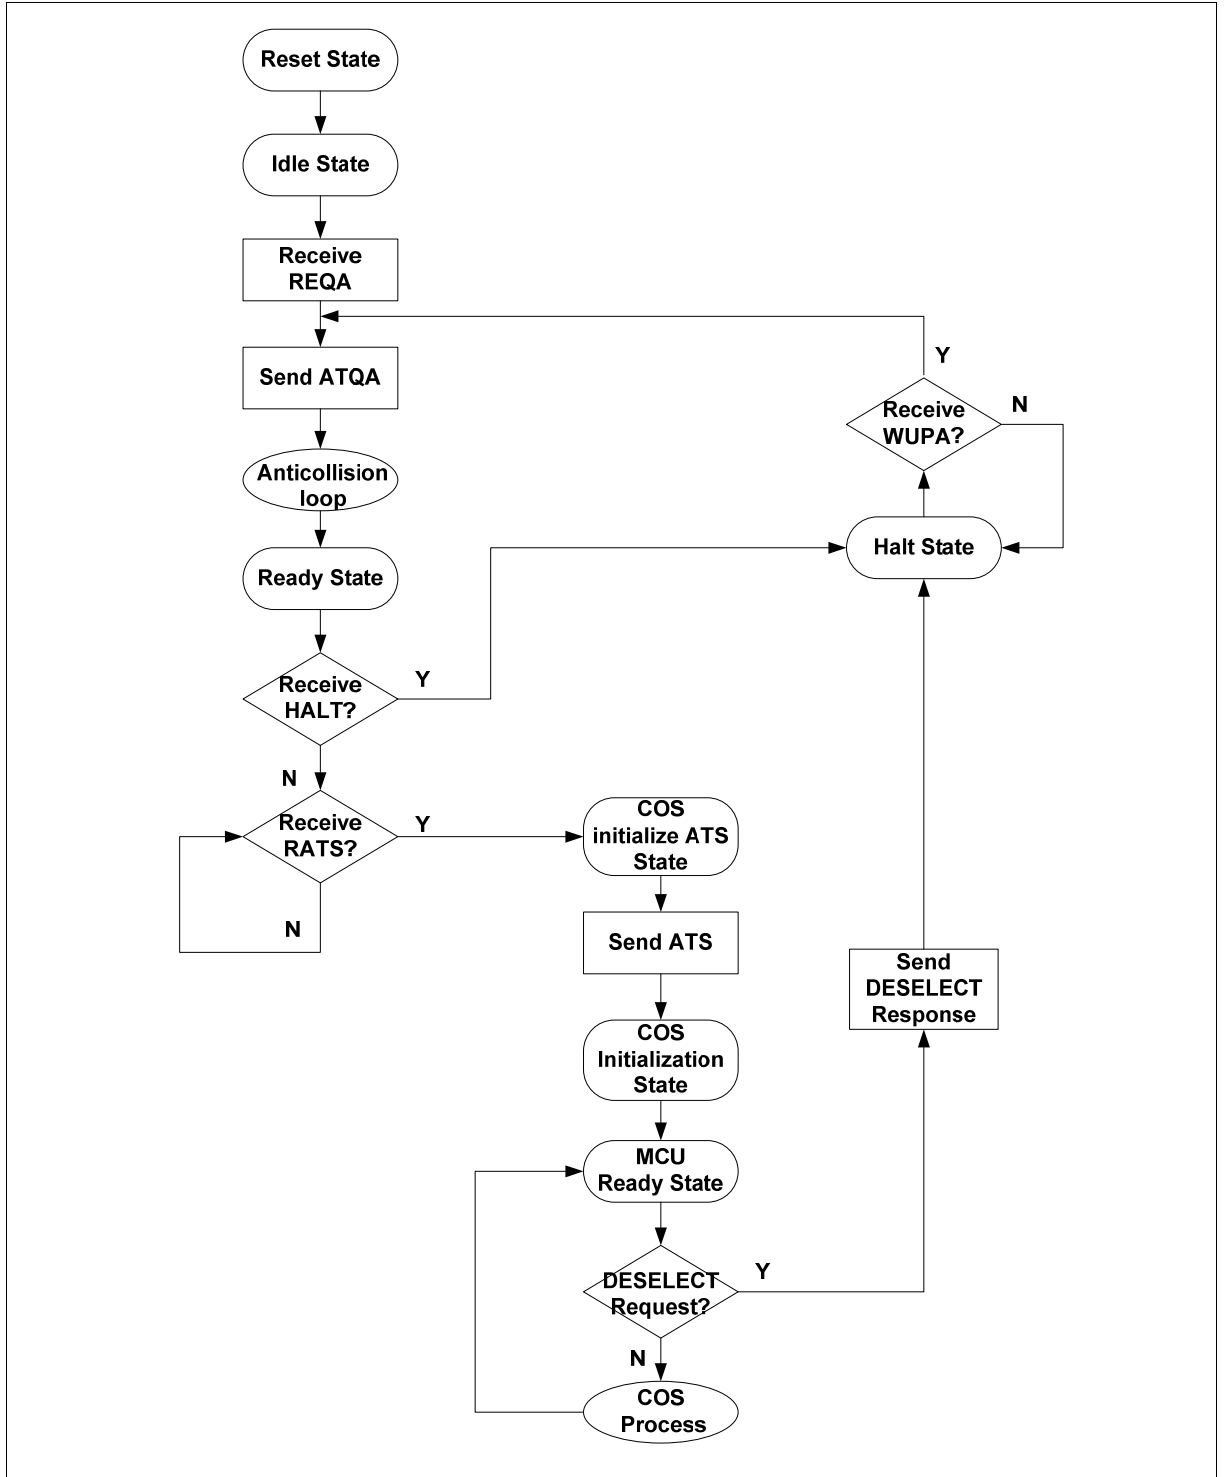 Reset State
Idle State
Receive
REQA
Send ATQA
Y
Receive
WUPA?
N
Anticollision
loop
Halt State
Ready State
Receive
HALT?
Y
N
Receive
RATS?
Y
N
COS
initialize ATS
State
Send ATS
Send
DESELECT
Response
COS
Initialization
State
MCU
Ready State
DESELECT
Request?
Y
N
COS
Process